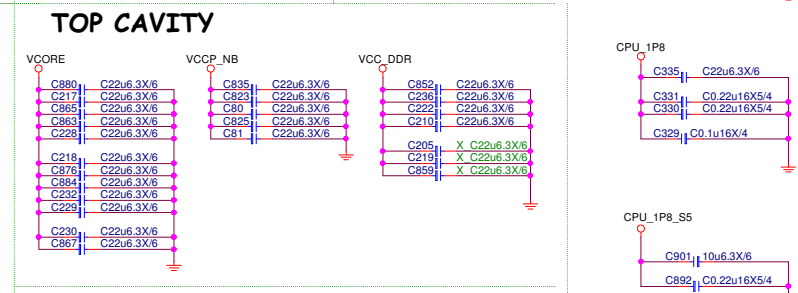 TOP CAVITY
VCORE
C880 C22u6.3X/6
C217 C22u6.3X/6
C865 C22u6.3X/6
C863 C22u6.3X/6
C228 C22u6.3X/6
C218 C22u6.3X/6
C876 C22u6.3X/6
C884 C22u6.3X/6
C232 C22u6.3X/6
C229 C22u6.3X/6
C230 C22u6.3X/6
C867 C22u6.3X/6
VCCP_NB
C835 C22u6.3X/6
C823 C22u6.3X/6
C80 C22u6.3X/6
C825 C22u6.3X/6
C81 C22u6.3X/6
VCC_DDR
C852 C22u6.3X/6
C236 C22u6.3X/6
C222 C22u6.3X/6
C210 C22u6.3X/6
C205 X_C22u6.3X/6
C219 X_C22u6.3X/6
C859 X_C22u6.3X/6
CPU_1P8
C335 C22u6.3X/6
C331 C0.22u16X5/4
C330 C0.22u16X5/4
C329 C0.1u16X/4
CPU_1P8_S5
C901 10u6.3X/6
C892 C0.22u16X5/4